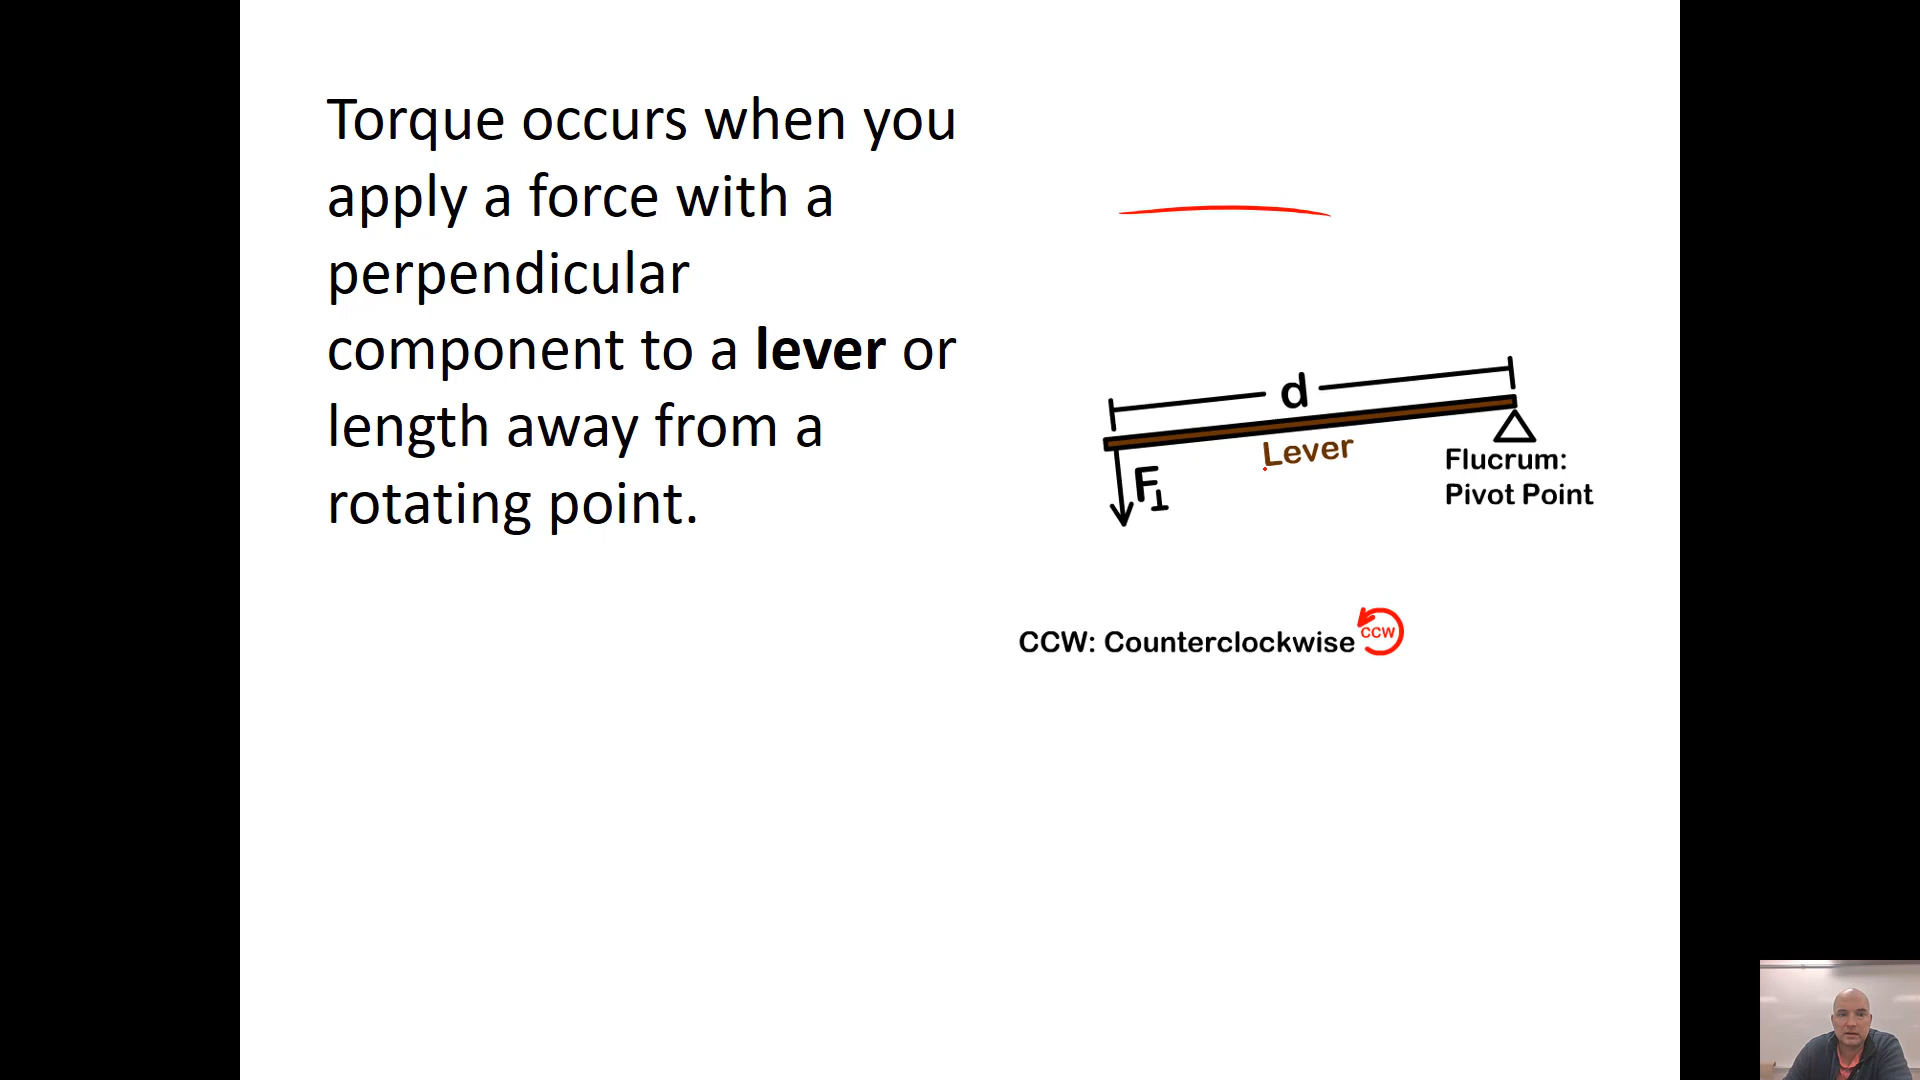 Torque occurs when you
apply a force with a
perpendicular
component to a lever or
length away from a
rotating point.
d
Lever
F⊥
Flucrum:
Pivot Point
CCW: Counterclockwise
CCW